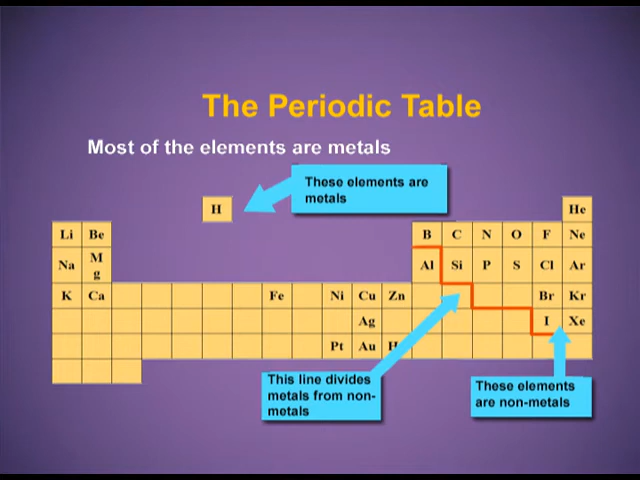 The Periodic Table
Most of the elements are metals
These elements are
metals
H
He
Li Be B C N O F Ne
Na M
g Al Si P S Cl Ar
K Ca Fe Ni Cu Zn Br Kr
Ag I Xe
Pt Au H
This line divides
metals from non-
metals
These elements
are non-metals